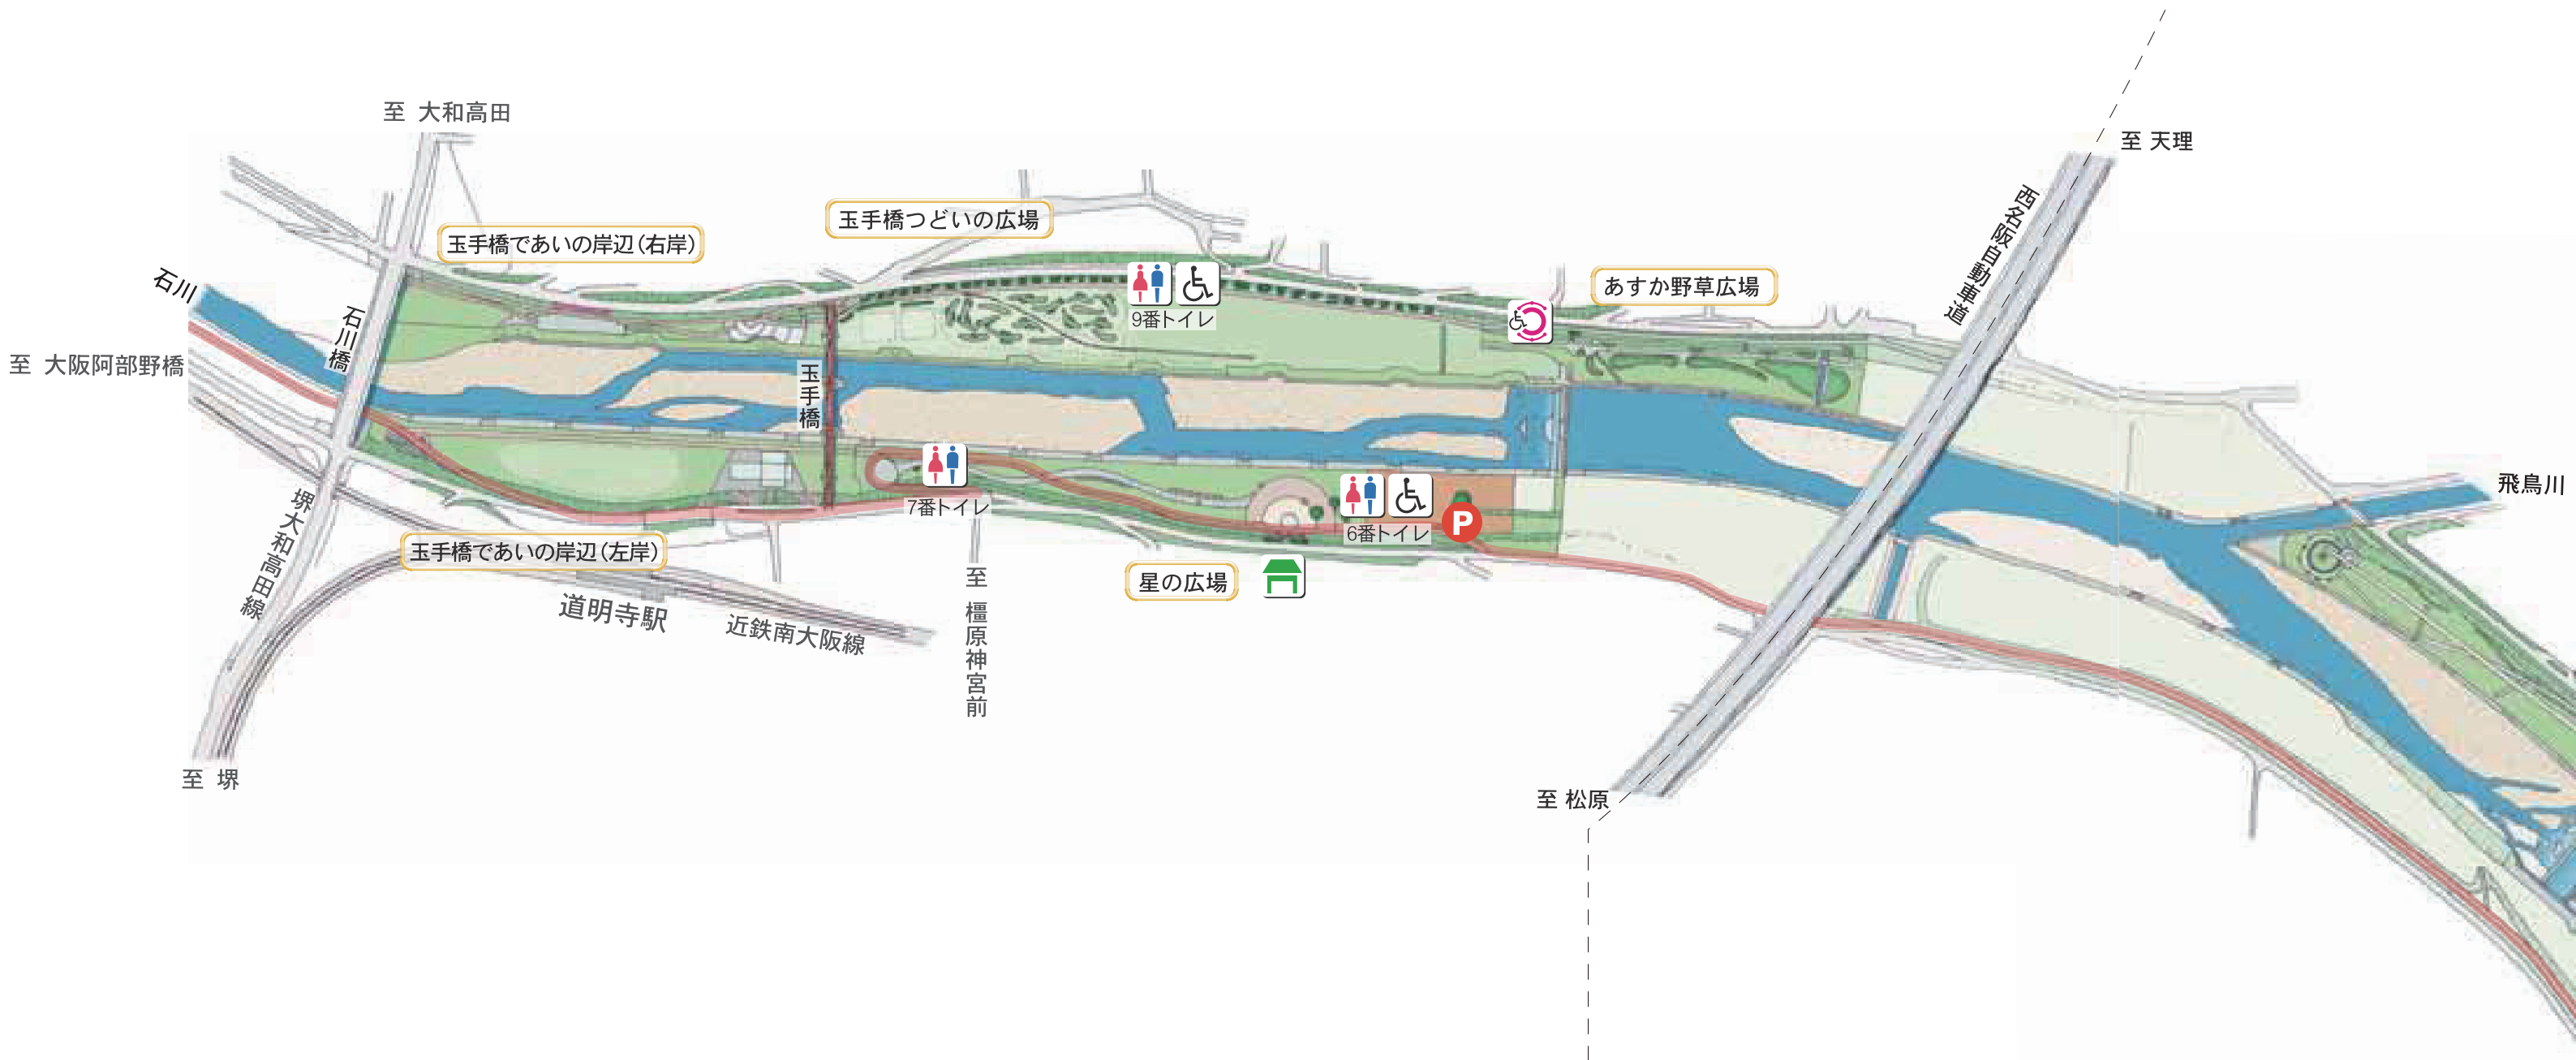 至 大和高田
至 天理
西名阪自動車道
玉手橋つどいの広場
玉手橋であいの岸辺（右岸）
石川
あすか野草広場
9番トイレ
石川橋
至 大阪阿部野橋
玉手橋
飛鳥川
7番トイレ
P
6番トイレ
堺大和高田線
玉手橋であいの岸辺（左岸）
星の広場
道明寺駅
近鉄南大阪線
至 橿原神宮前
至 堺
至 松原